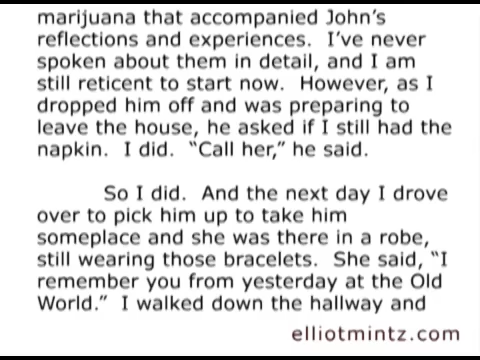 marijuana that accompanied John's
reflections and experiences.  I've never
spoken about them in detail, and I am
still reticent to start now.  However, as I
dropped him off and was preparing to
leave the house, he asked if I still had the
napkin.  I did.  “Call her,” he said.
So I did.  And the next day I drove
over to pick him up to take him
someplace and she was there in a robe,
still wearing those bracelets.  She said, “I
remember you from yesterday at the Old
World.”  I walked down the hallway and
elliotmintz.com